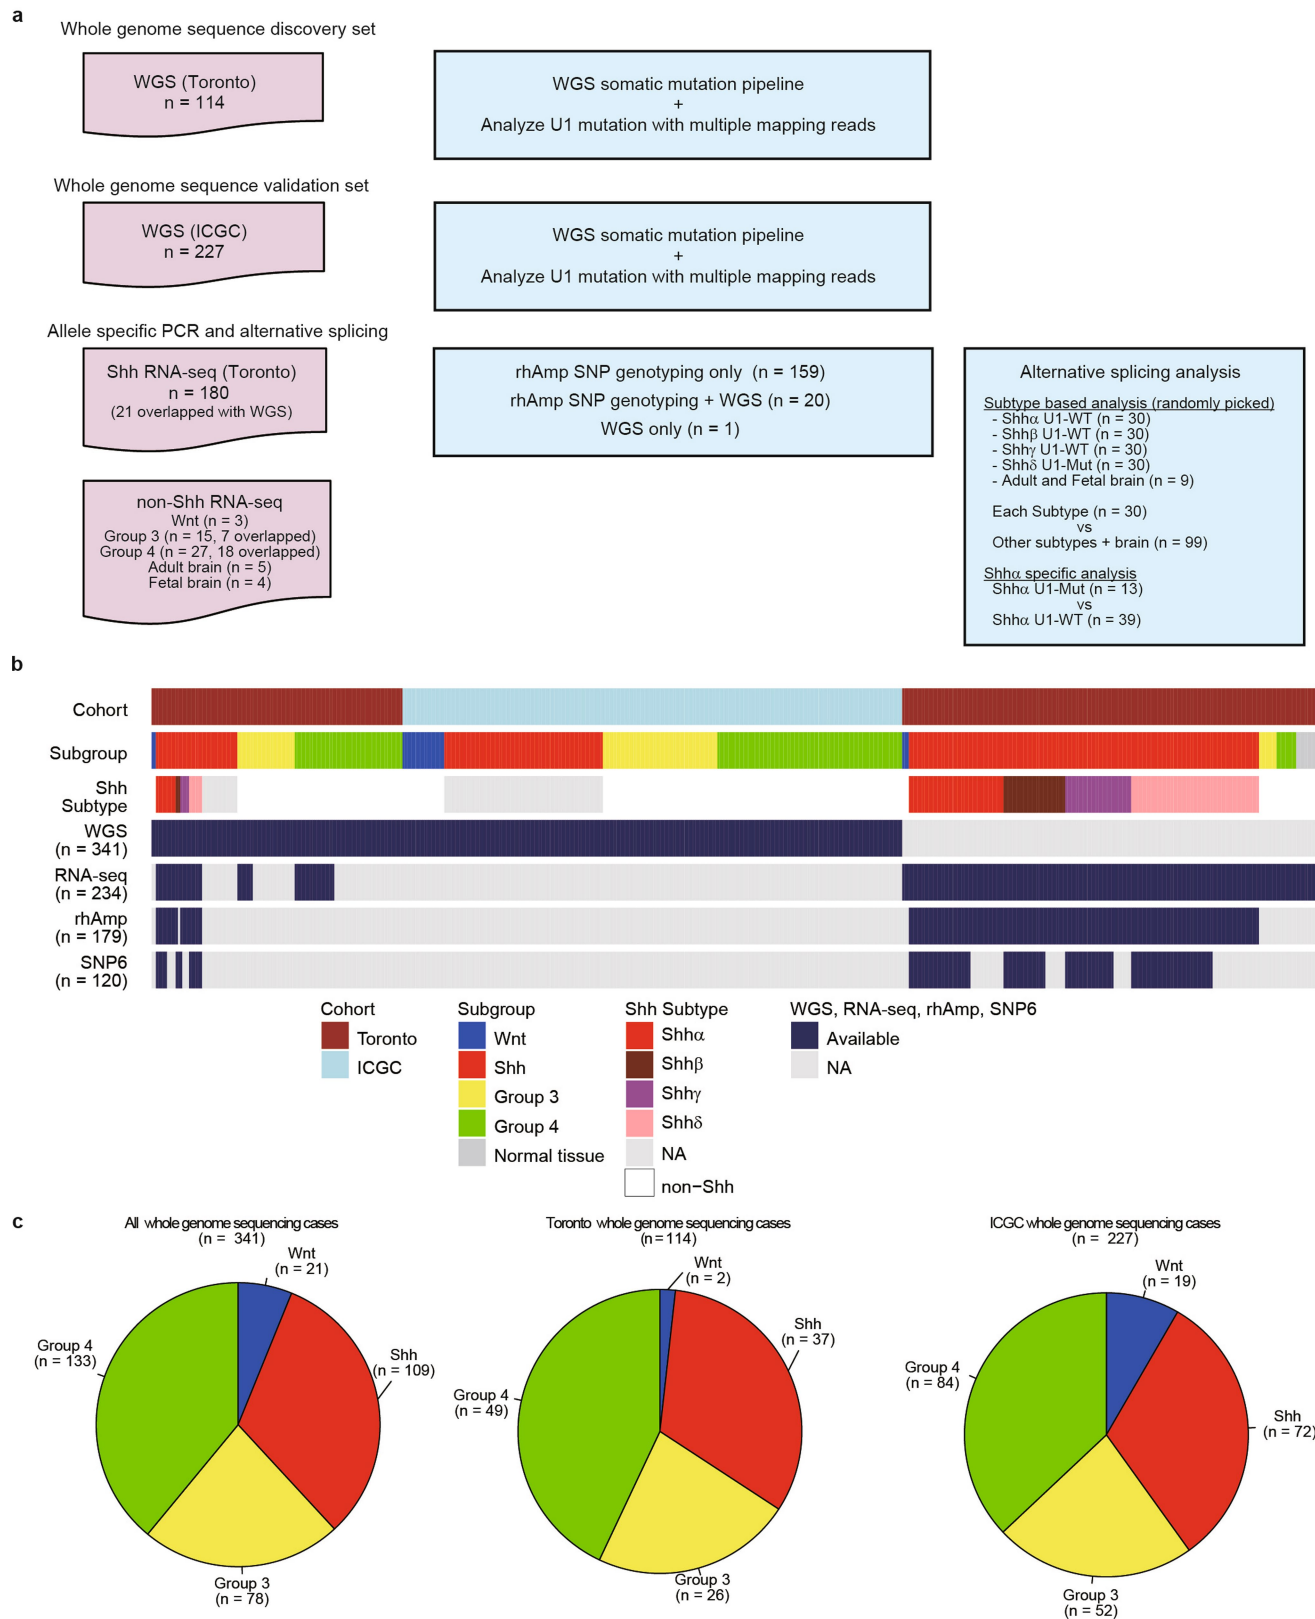 a
Whole genome sequence discovery set
WGS (Toronto)
n = 114
WGS somatic mutation pipeline
+
Analyze U1 mutation with multiple mapping reads
Whole genome sequence validation set
WGS (ICGC)
n = 227
WGS somatic mutation pipeline
+
Analyze U1 mutation with multiple mapping reads
Allele specific PCR and alternative splicing
Shh RNA-seq (Toronto)
n = 180
(21 overlapped with WGS)
rhAmp SNP genotyping only (n = 159)
rhAmp SNP genotyping + WGS (n = 20)
WGS only (n = 1)
Alternative splicing analysis
Subtype based analysis (randomly picked)
- Shhα U1-WT (n = 30)
- Shhβ U1-WT (n = 30)
- Shhγ U1-WT (n = 30)
- Shhδ U1-Mut (n = 30)
- Adult and Fetal brain (n = 9)
Each Subtype (n = 30)
vs
Other subtypes + brain (n = 99)
Shhα specific analysis
Shhα U1-Mut (n = 13)
vs
Shhα U1-WT (n = 39)
non-Shh RNA-seq
Wnt (n = 3)
Group 3 (n = 15, 7 overlapped)
Group 4 (n = 27, 18 overlapped)
Adult brain (n = 5)
Fetal brain (n = 4)
b
Cohort
Subgroup
Shh
Subtype
WGS
(n = 341)
RNA-seq
(n = 234)
rhAmp
(n = 179)
SNP6
(n = 120)
Cohort
Toronto
ICGC
Subgroup
Wnt
Shh
Group 3
Group 4
Normal tissue
Shh Subtype
Shhα
Shhβ
Shhγ
Shhδ
NA
non−Shh
WGS, RNA-seq, rhAmp, SNP6
Available
NA
c
All whole genome sequencing cases
(n = 341)
Wnt
(n = 21)
Shh
(n = 109)
Group 3
(n = 78)
Group 4
(n = 133)
Toronto whole genome sequencing cases
(n = 114)
Wnt
(n = 2)
Shh
(n = 37)
Group 3
(n = 26)
Group 4
(n = 49)
ICGC whole genome sequencing cases
(n = 227)
Wnt
(n = 19)
Shh
(n = 72)
Group 3
(n = 52)
Group 4
(n = 84)